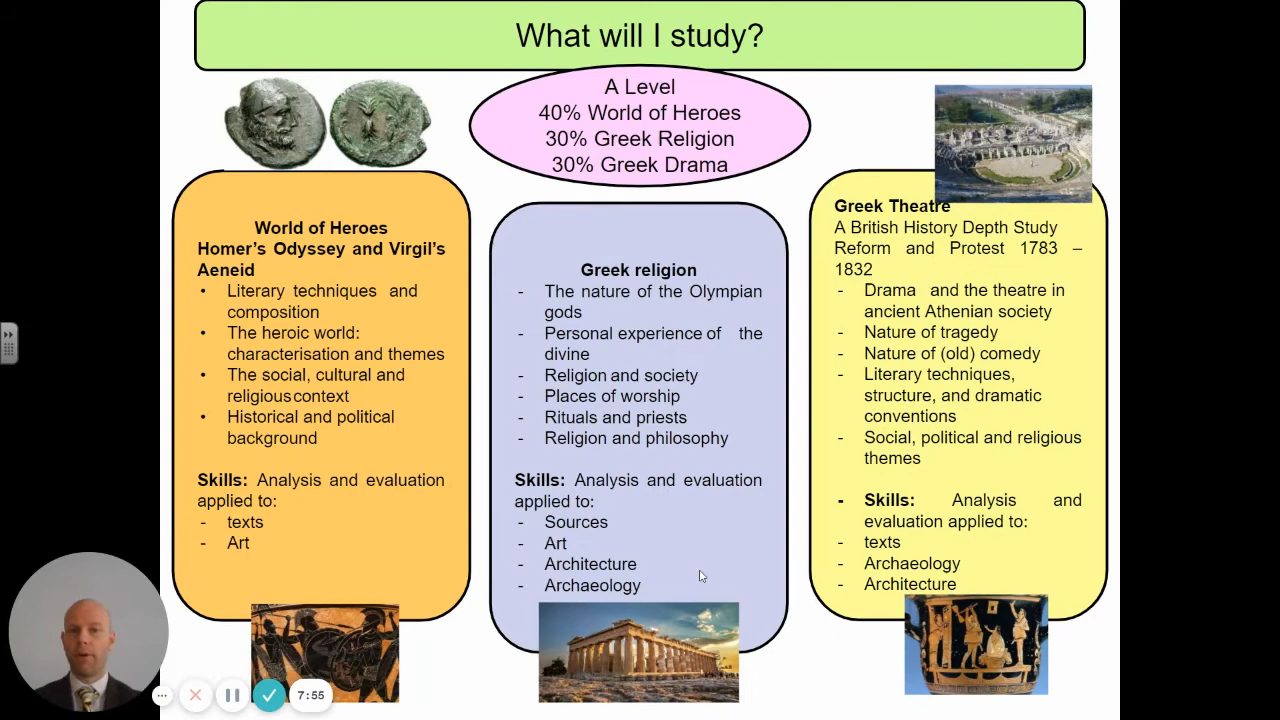 What will I study?
A Level
40% World of Heroes
30% Greek Religion
30% Greek Drama
World of Heroes
Homer's Odyssey and Virgil's
Aeneid
• Literary techniques and
composition
• The heroic world:
characterisation and themes
• The social, cultural and
religious context
• Historical and political
background
Skills: Analysis and evaluation
applied to:
- texts
- Art
Greek religion
- The nature of the Olympian
gods
- Personal experience of the
divine
- Religion and society
- Places of worship
- Rituals and priests
- Religion and philosophy
Skills: Analysis and evaluation
applied to:
- Sources
- Art
- Architecture
- Archaeology
Greek Theatre
A British History Depth Study
Reform and Protest 1783 –
1832
- Drama and the theatre in
ancient Athenian society
- Nature of tragedy
- Nature of (old) comedy
- Literary techniques,
structure, and dramatic
conventions
- Social, political and religious
themes
- Skills: Analysis and
evaluation applied to:
- texts
- Archaeology
- Architecture
7:55